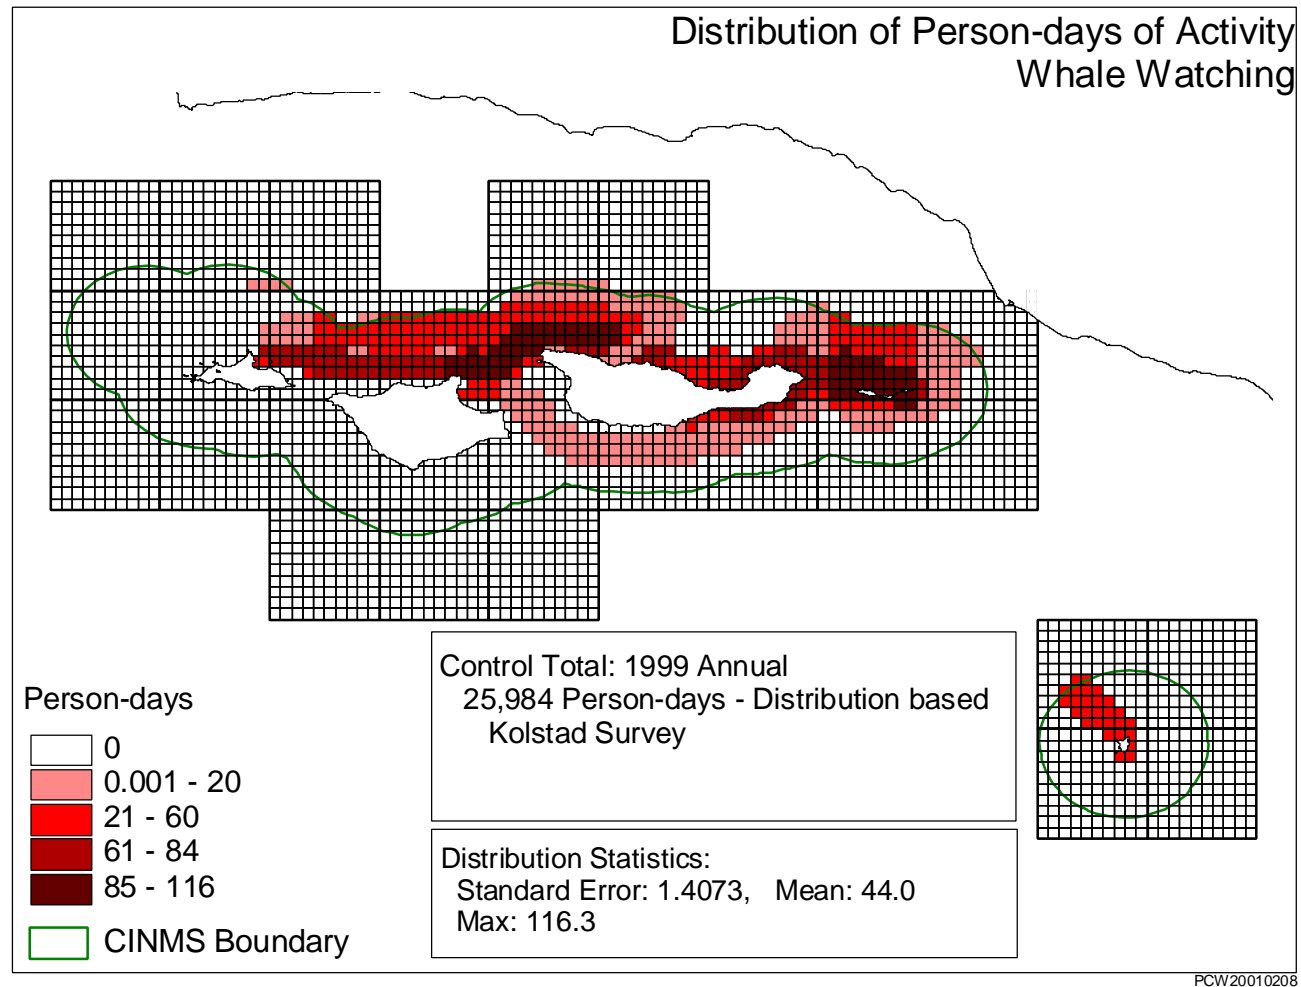 Distribution of Person-days of Activity
Whale Watching
Control Total: 1999 Annual
25,984 Person-days - Distribution based
Kolstad Survey
Person-days
0
0.001 - 20
21 - 60
61 - 84
85 - 116
CINMS Boundary
Distribution Statistics:
Standard Error: 1.4073, Mean: 44.0
Max: 116.3
PCW20010208